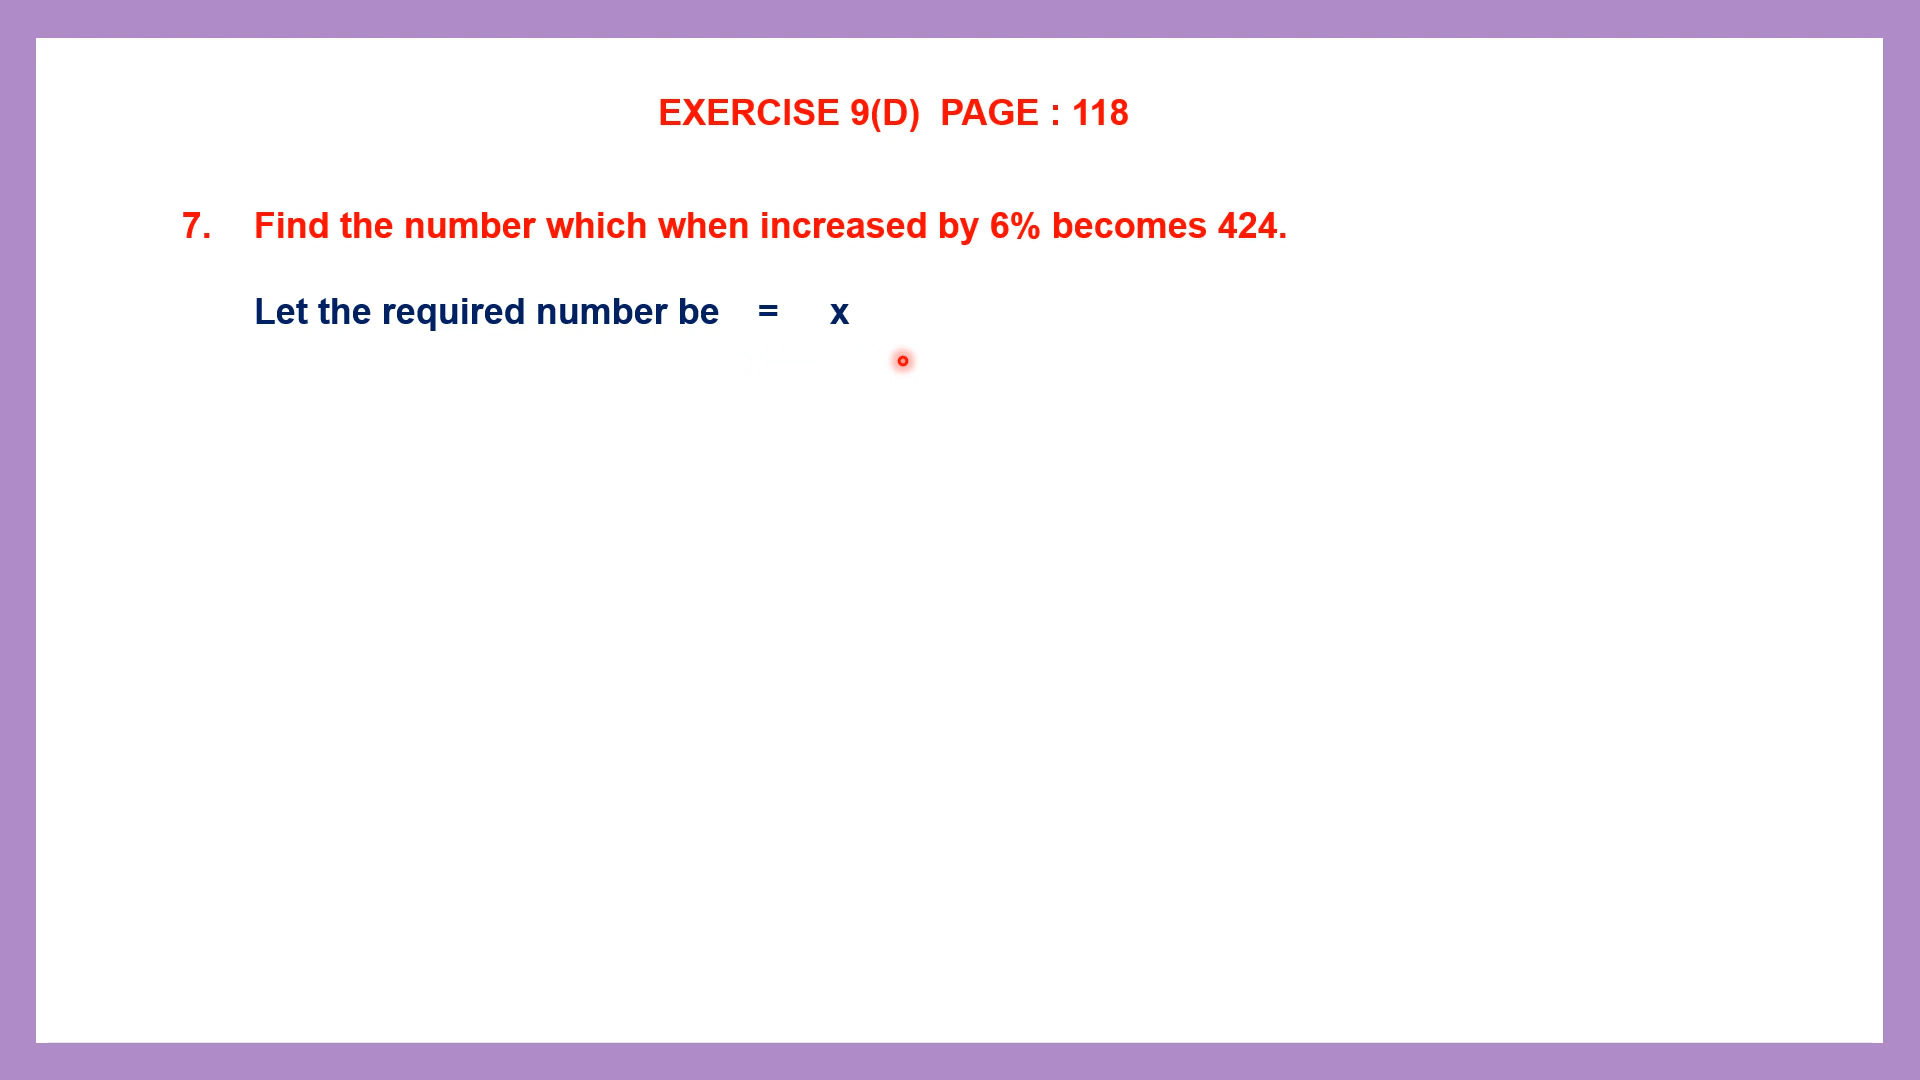 EXERCISE 9(D) PAGE : 118
7. Find the number which when increased by 6% becomes 424.
Let the required number be = x